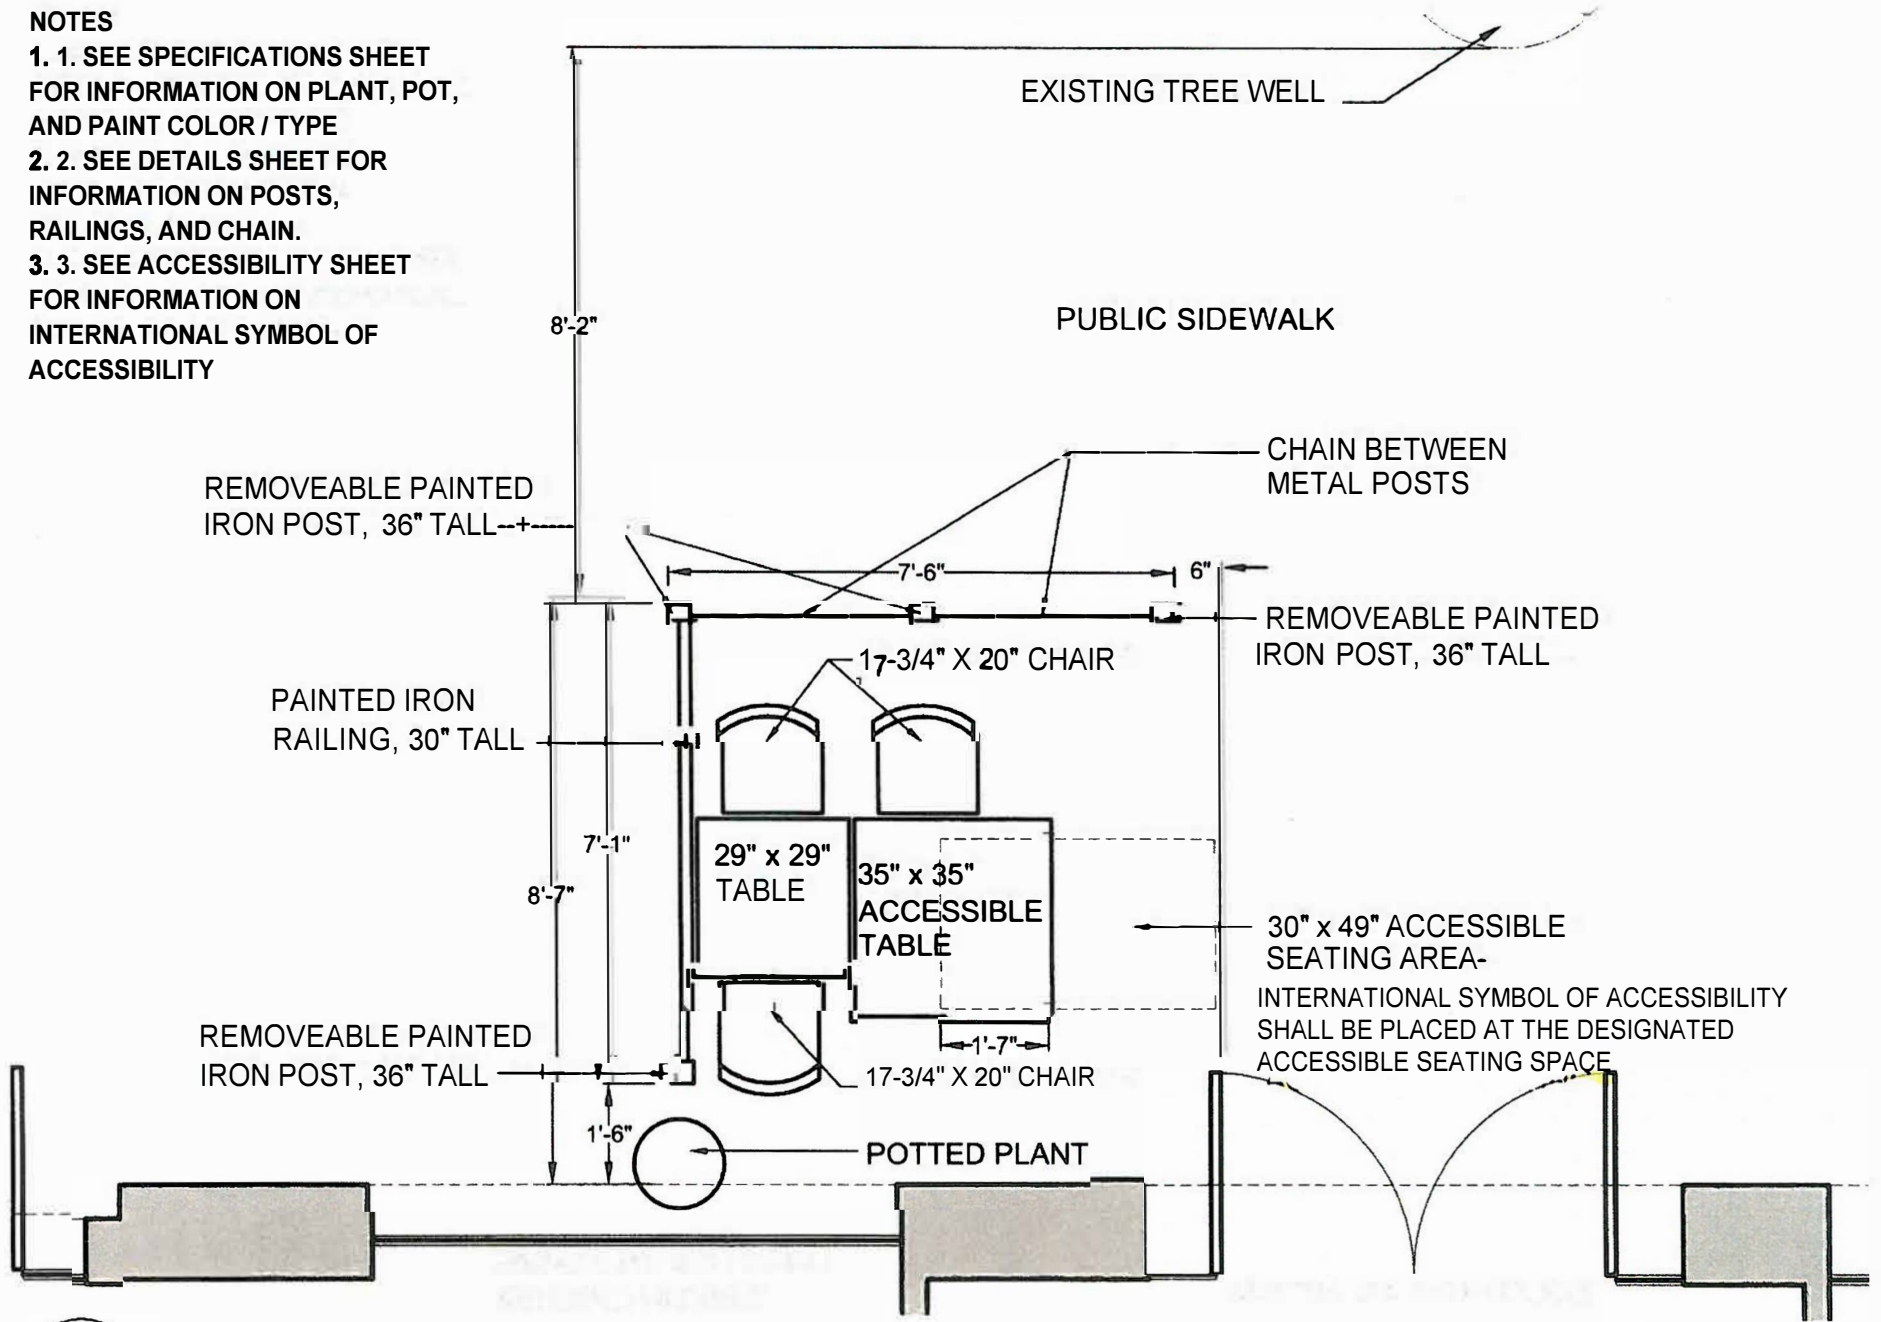 NOTES
1. 1. SEE SPECIFICATIONS SHEET
FOR INFORMATION ON PLANT, POT,
AND PAINT COLOR / TYPE
2. 2. SEE DETAILS SHEET FOR
INFORMATION ON POSTS,
RAILINGS, AND CHAIN.
3. 3. SEE ACCESSIBILITY SHEET
FOR INFORMATION ON
INTERNATIONAL SYMBOL OF
ACCESSIBILITY
EXISTING TREE WELL
8'-2"
PUBLIC SIDEWALK
CHAIN BETWEEN
METAL POSTS
REMOVEABLE PAINTED
IRON POST, 36" TALL--+-----
7'-6"
6"
REMOVEABLE PAINTED
IRON POST, 36" TALL
17-3/4" X 20" CHAIR
PAINTED IRON
RAILING, 30" TALL
7'-1"
8'-7"
29" x 29"
TABLE
35" x 35"
ACCESSIBLE
TABLE
30" x 49" ACCESSIBLE
SEATING AREA-
INTERNATIONAL SYMBOL OF ACCESSIBILITY
SHALL BE PLACED AT THE DESIGNATED
ACCESSIBLE SEATING SPACE
1'-7"
REMOVEABLE PAINTED
IRON POST, 36" TALL
17-3/4" X 20" CHAIR
1'-6"
POTTED PLANT